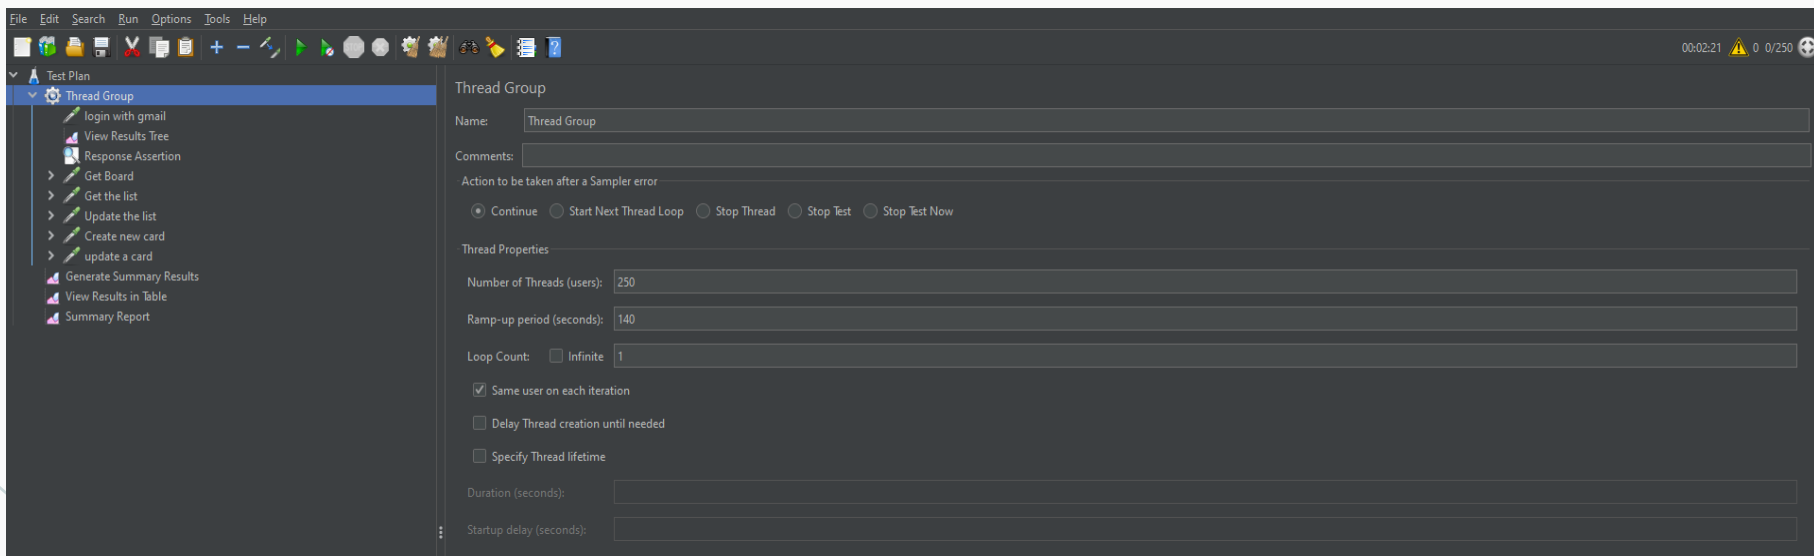 File Edit Search Run Options Tools Help
00:02:21 0 0/250
Test Plan
Thread Group
login with gmail
View Results Tree
Response Assertion
Get Board
Get the list
Update the list
Create new card
update a card
Generate Summary Results
View Results in Table
Summary Report
Thread Group
Name: Thread Group
Comments:
Action to be taken after a Sampler error
Continue Start Next Thread Loop Stop Thread Stop Test Stop Test Now
Thread Properties
Number of Threads (users): 250
Ramp-up period (seconds): 140
Loop Count: Infinite 1
Same user on each iteration
Delay Thread creation until needed
Specify Thread lifetime
Duration (seconds):
Startup delay (seconds):